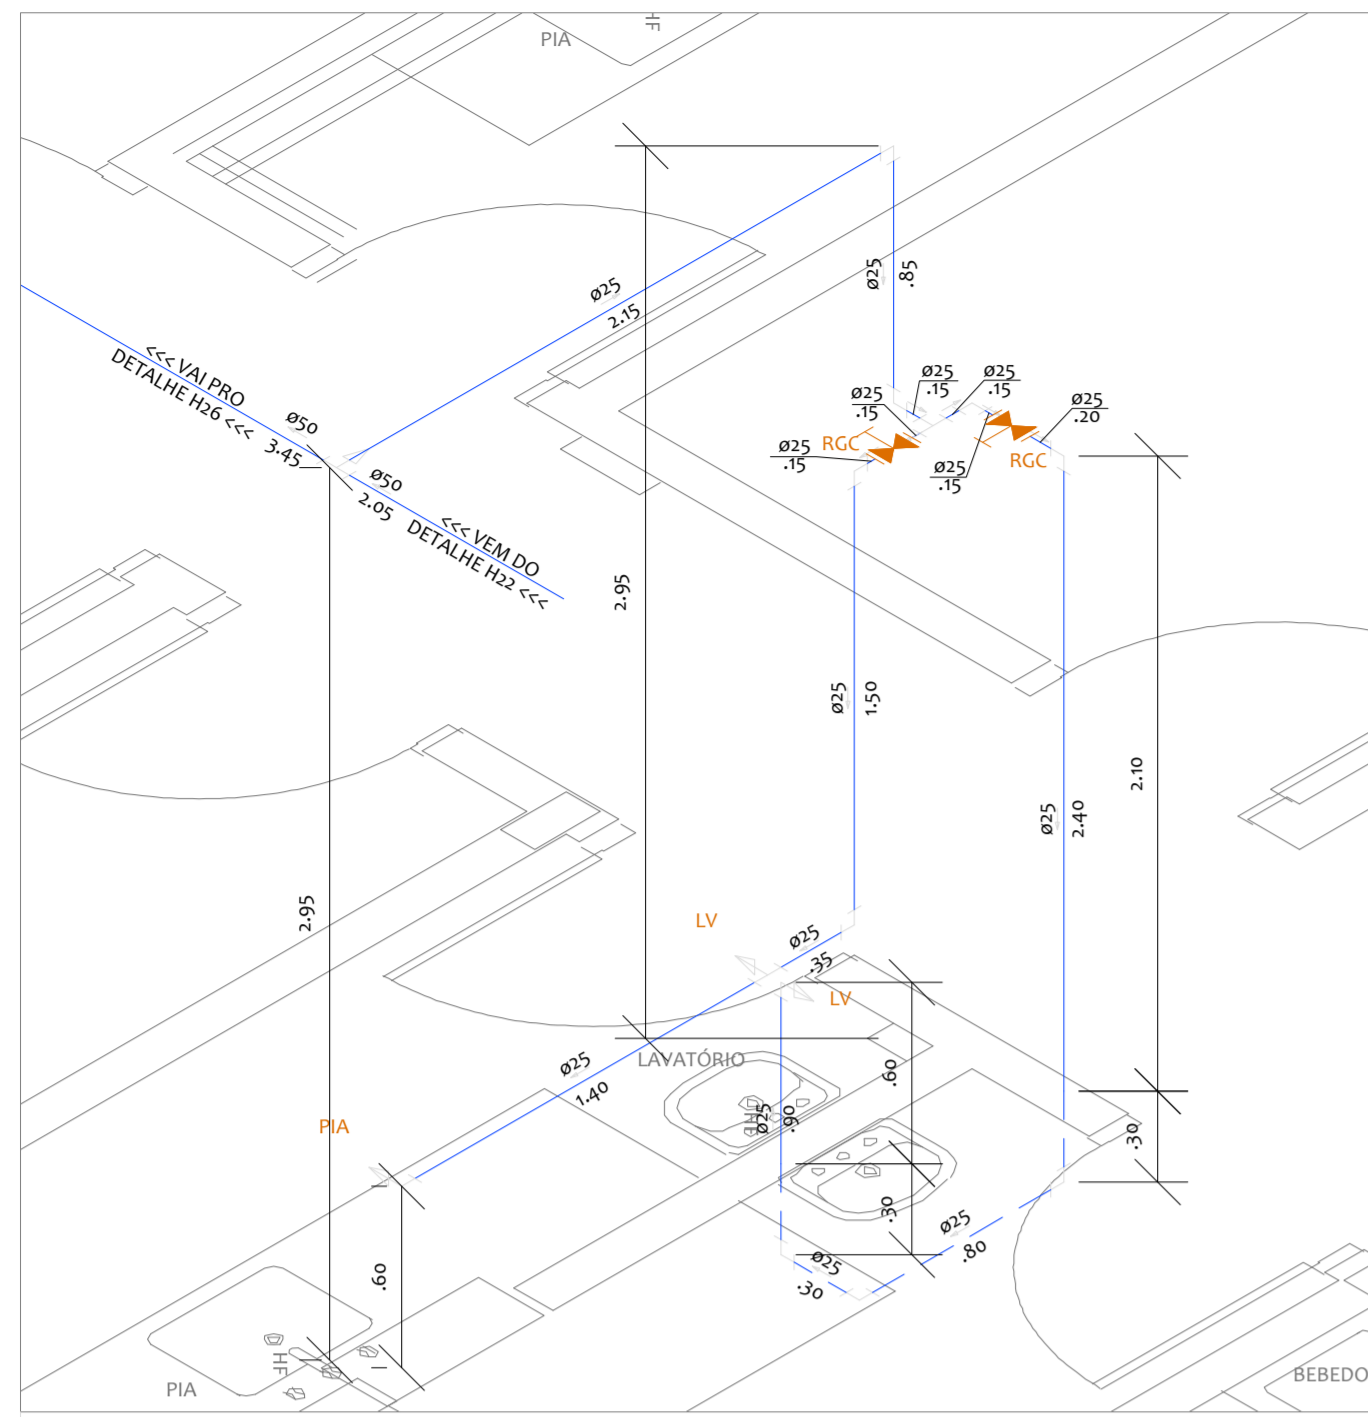 HF
PIA
Ø25
2.15
Ø25
.85
<<< VAI PRO
DETALHE H26 <<<
Ø50
3.45
Ø50
2.05
<<< VEM DO
DETALHE H22 <<<
Ø25
.15
Ø25
.15
Ø25
.15
Ø25
.20
RGC
Ø25
.15
Ø25
.15
RGC
2.95
Ø25
1.50
2.10
Ø25
2.40
2.95
LV
Ø25
.35
LV
LAVATÓRIO
Ø25
1.40
.60
HF
Ø25
.90
PIA
.30
.30
Ø25
.80
Ø25
.30
.60
HF
PIA
BEBEDO